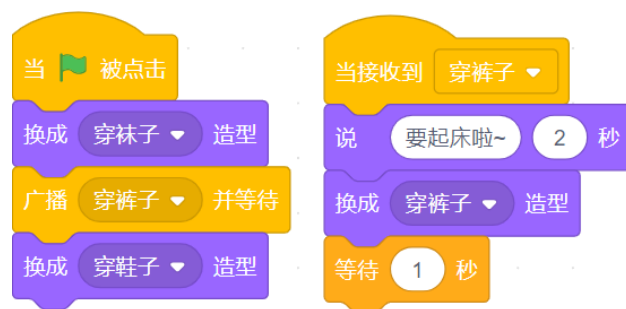 当 被点击
换成 穿袜子 造型
广播 穿裤子 并等待
换成 穿鞋子 造型
当接收到 穿裤子
说 要起床啦~ 2 秒
换成 穿裤子 造型
等待 1 秒